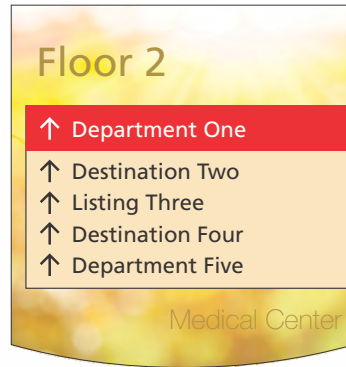 Floor 2
↑ Department One
↑ Destination Two
↑ Listing Three
↑ Destination Four
↑ Department Five
Medical Center